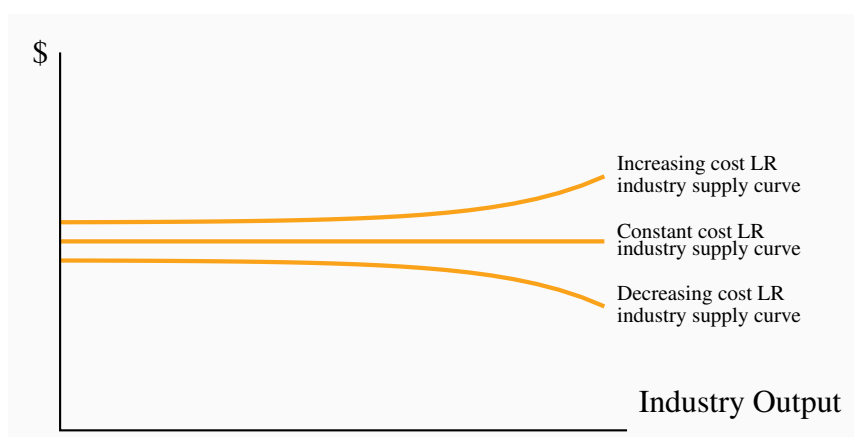 $
Increasing cost LR
industry supply curve
Constant cost LR
industry supply curve
Decreasing cost LR
industry supply curve
Industry Output